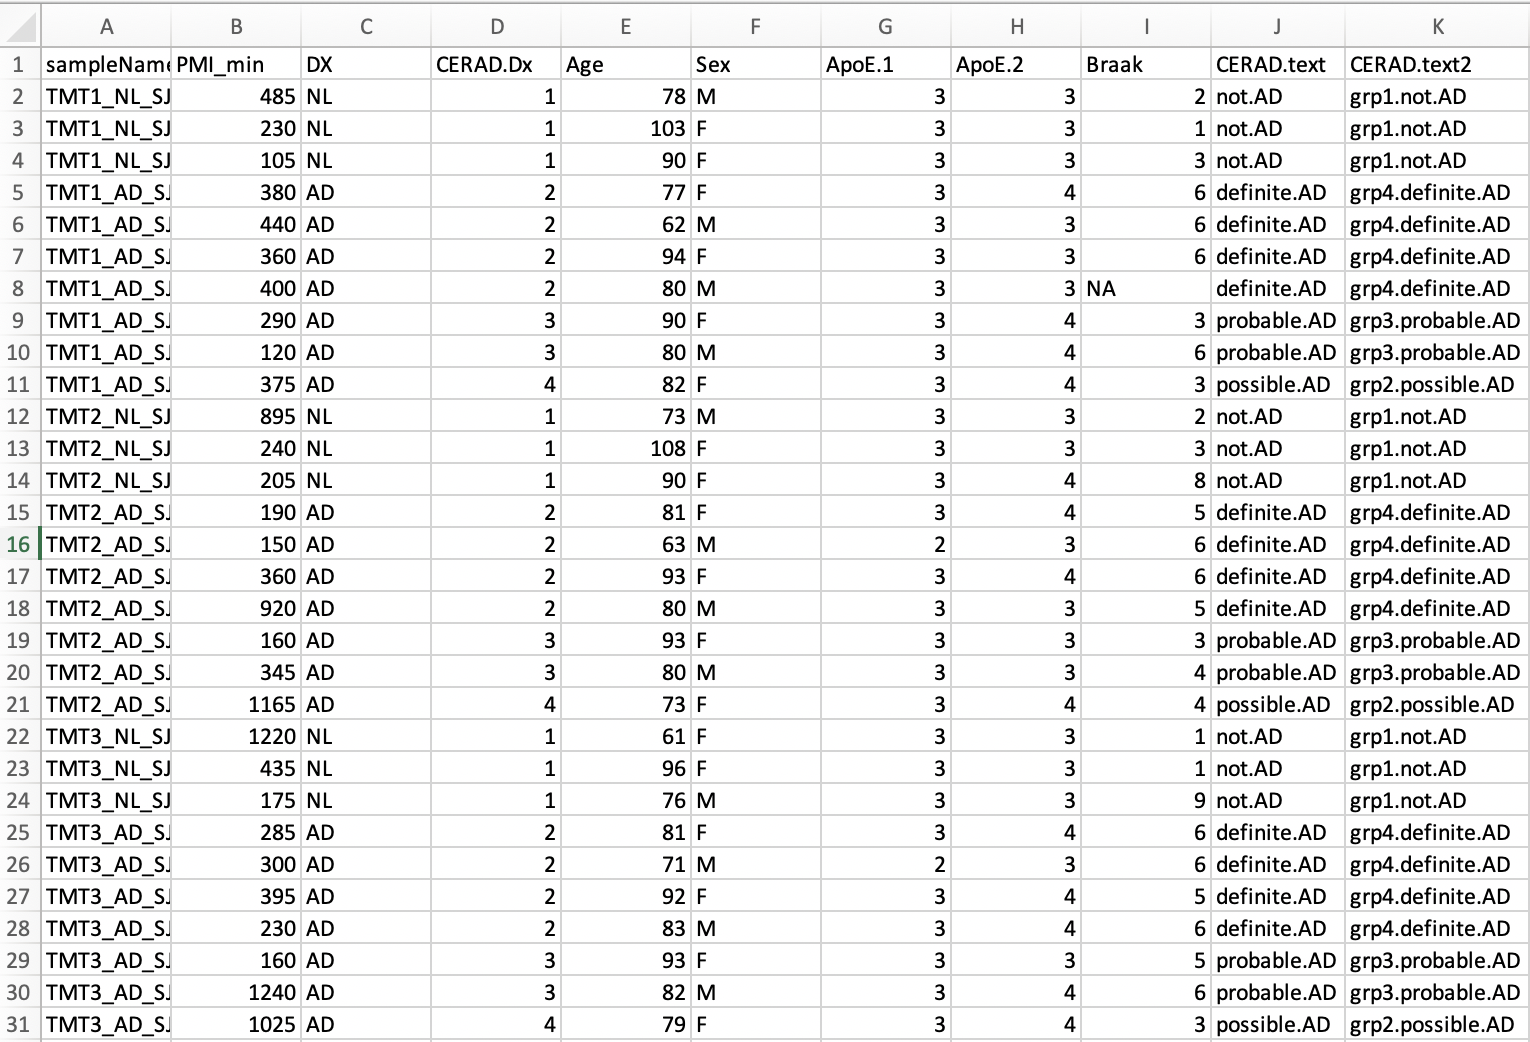 A B C D E F G H I J K
1 sampleName PMI_min DX CERAD.Dx Age Sex ApoE.1 ApoE.2 Braak CERAD.text CERAD.text2
2 TMT1_NL_SJ 485 NL 1 78 M 3 3 2 not.AD grp1.not.AD
3 TMT1_NL_SJ 230 NL 1 103 F 3 3 1 not.AD grp1.not.AD
4 TMT1_NL_SJ 105 NL 1 90 F 3 3 3 not.AD grp1.not.AD
5 TMT1_AD_SJ 380 AD 2 77 F 3 4 6 definite.AD grp4.definite.AD
6 TMT1_AD_SJ 440 AD 2 62 M 3 3 6 definite.AD grp4.definite.AD
7 TMT1_AD_SJ 360 AD 2 94 F 3 3 6 definite.AD grp4.definite.AD
8 TMT1_AD_SJ 400 AD 2 80 M 3 3 NA definite.AD grp4.definite.AD
9 TMT1_AD_SJ 290 AD 3 90 F 3 4 3 probable.AD grp3.probable.AD
10 TMT1_AD_SJ 120 AD 3 80 M 3 4 6 probable.AD grp3.probable.AD
11 TMT1_AD_SJ 375 AD 4 82 F 3 4 3 possible.AD grp2.possible.AD
12 TMT2_NL_SJ 895 NL 1 73 M 3 3 2 not.AD grp1.not.AD
13 TMT2_NL_SJ 240 NL 1 108 F 3 3 3 not.AD grp1.not.AD
14 TMT2_NL_SJ 205 NL 1 90 F 3 4 8 not.AD grp1.not.AD
15 TMT2_AD_SJ 190 AD 2 81 F 3 4 5 definite.AD grp4.definite.AD
16 TMT2_AD_SJ 150 AD 2 63 M 2 3 6 definite.AD grp4.definite.AD
17 TMT2_AD_SJ 360 AD 2 93 F 3 4 6 definite.AD grp4.definite.AD
18 TMT2_AD_SJ 920 AD 2 80 M 3 3 5 definite.AD grp4.definite.AD
19 TMT2_AD_SJ 160 AD 3 93 F 3 3 3 probable.AD grp3.probable.AD
20 TMT2_AD_SJ 345 AD 3 80 M 3 3 4 probable.AD grp3.probable.AD
21 TMT2_AD_SJ 1165 AD 4 73 F 3 4 4 possible.AD grp2.possible.AD
22 TMT3_NL_SJ 1220 NL 1 61 F 3 3 1 not.AD grp1.not.AD
23 TMT3_NL_SJ 435 NL 1 96 F 3 3 1 not.AD grp1.not.AD
24 TMT3_NL_SJ 175 NL 1 76 M 3 3 9 not.AD grp1.not.AD
25 TMT3_AD_SJ 285 AD 2 81 F 3 4 6 definite.AD grp4.definite.AD
26 TMT3_AD_SJ 300 AD 2 71 M 2 3 6 definite.AD grp4.definite.AD
27 TMT3_AD_SJ 395 AD 2 92 F 3 4 5 definite.AD grp4.definite.AD
28 TMT3_AD_SJ 230 AD 2 83 M 3 4 6 definite.AD grp4.definite.AD
29 TMT3_AD_SJ 160 AD 3 93 F 3 3 5 probable.AD grp3.probable.AD
30 TMT3_AD_SJ 1240 AD 3 82 M 3 4 6 probable.AD grp3.probable.AD
31 TMT3_AD_SJ 1025 AD 4 79 F 3 4 3 possible.AD grp2.possible.AD